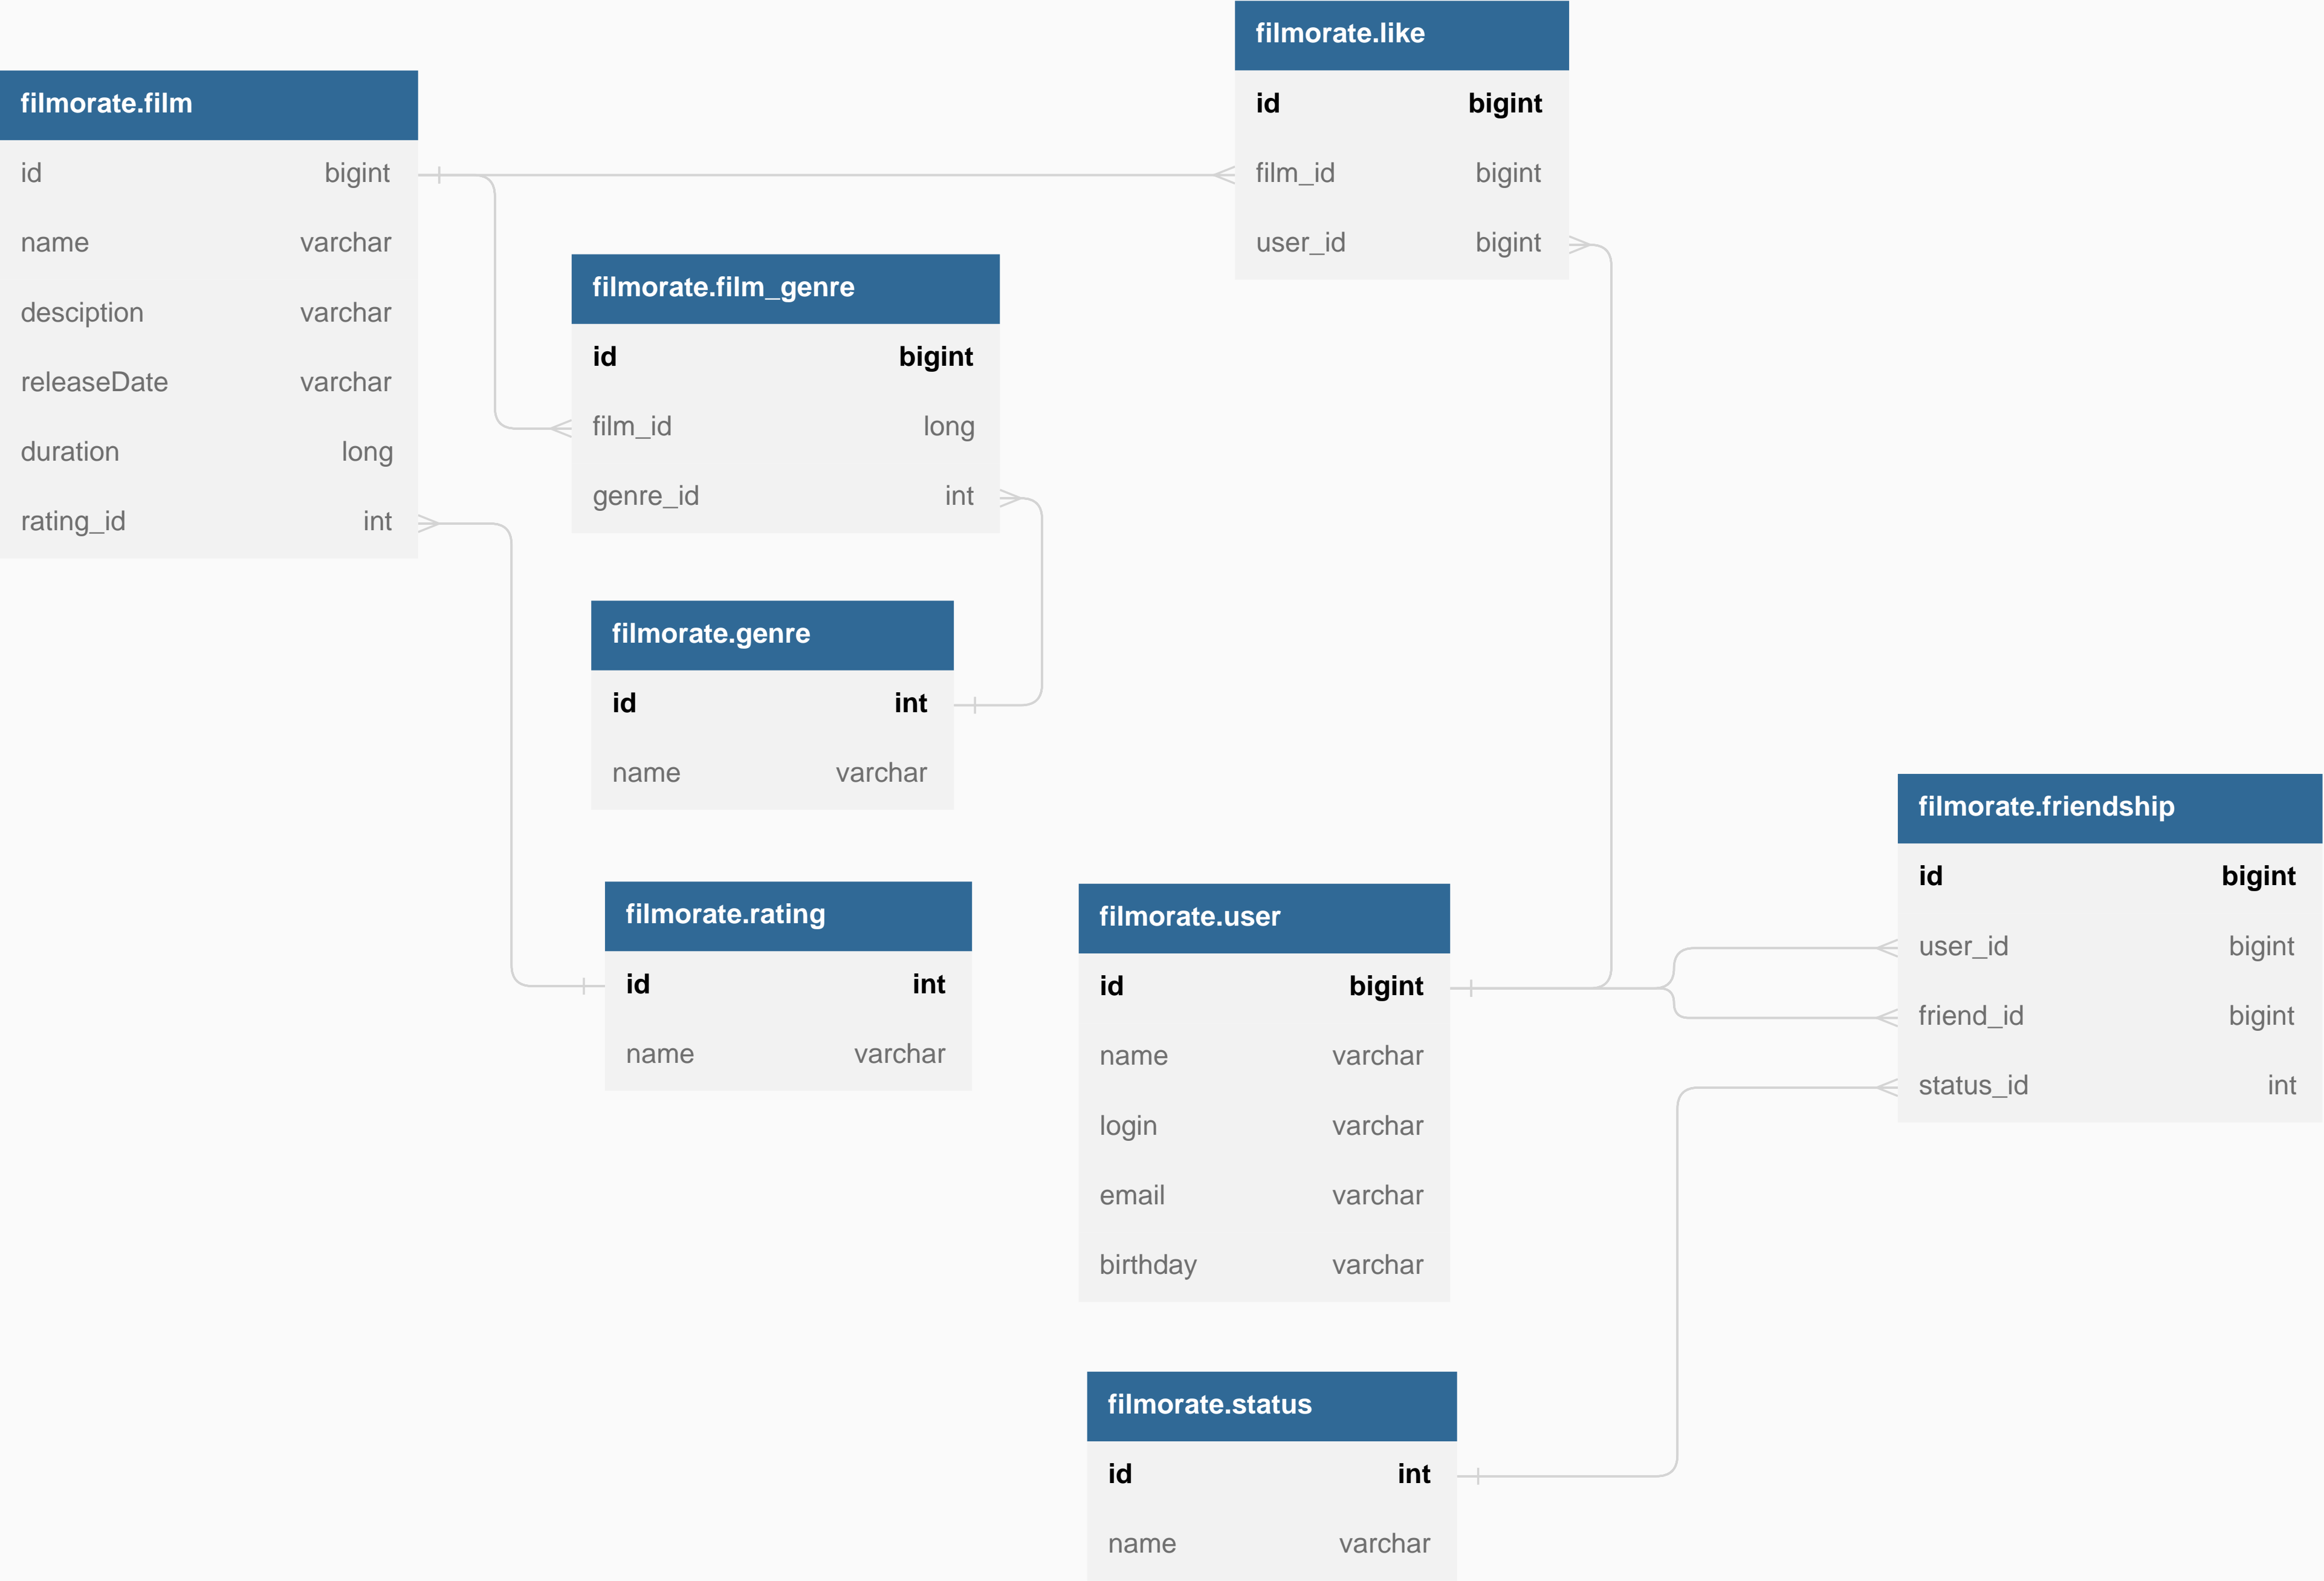 filmorate.film
id bigint
name varchar
desciption varchar
releaseDate varchar
duration long
rating_id int
filmorate.like
id bigint
film_id bigint
user_id bigint
filmorate.film_genre
id bigint
film_id long
genre_id int
filmorate.genre
id int
name varchar
filmorate.rating
id int
name varchar
filmorate.user
id bigint
name varchar
login varchar
email varchar
birthday varchar
filmorate.friendship
id bigint
user_id bigint
friend_id bigint
status_id int
filmorate.status
id int
name varchar